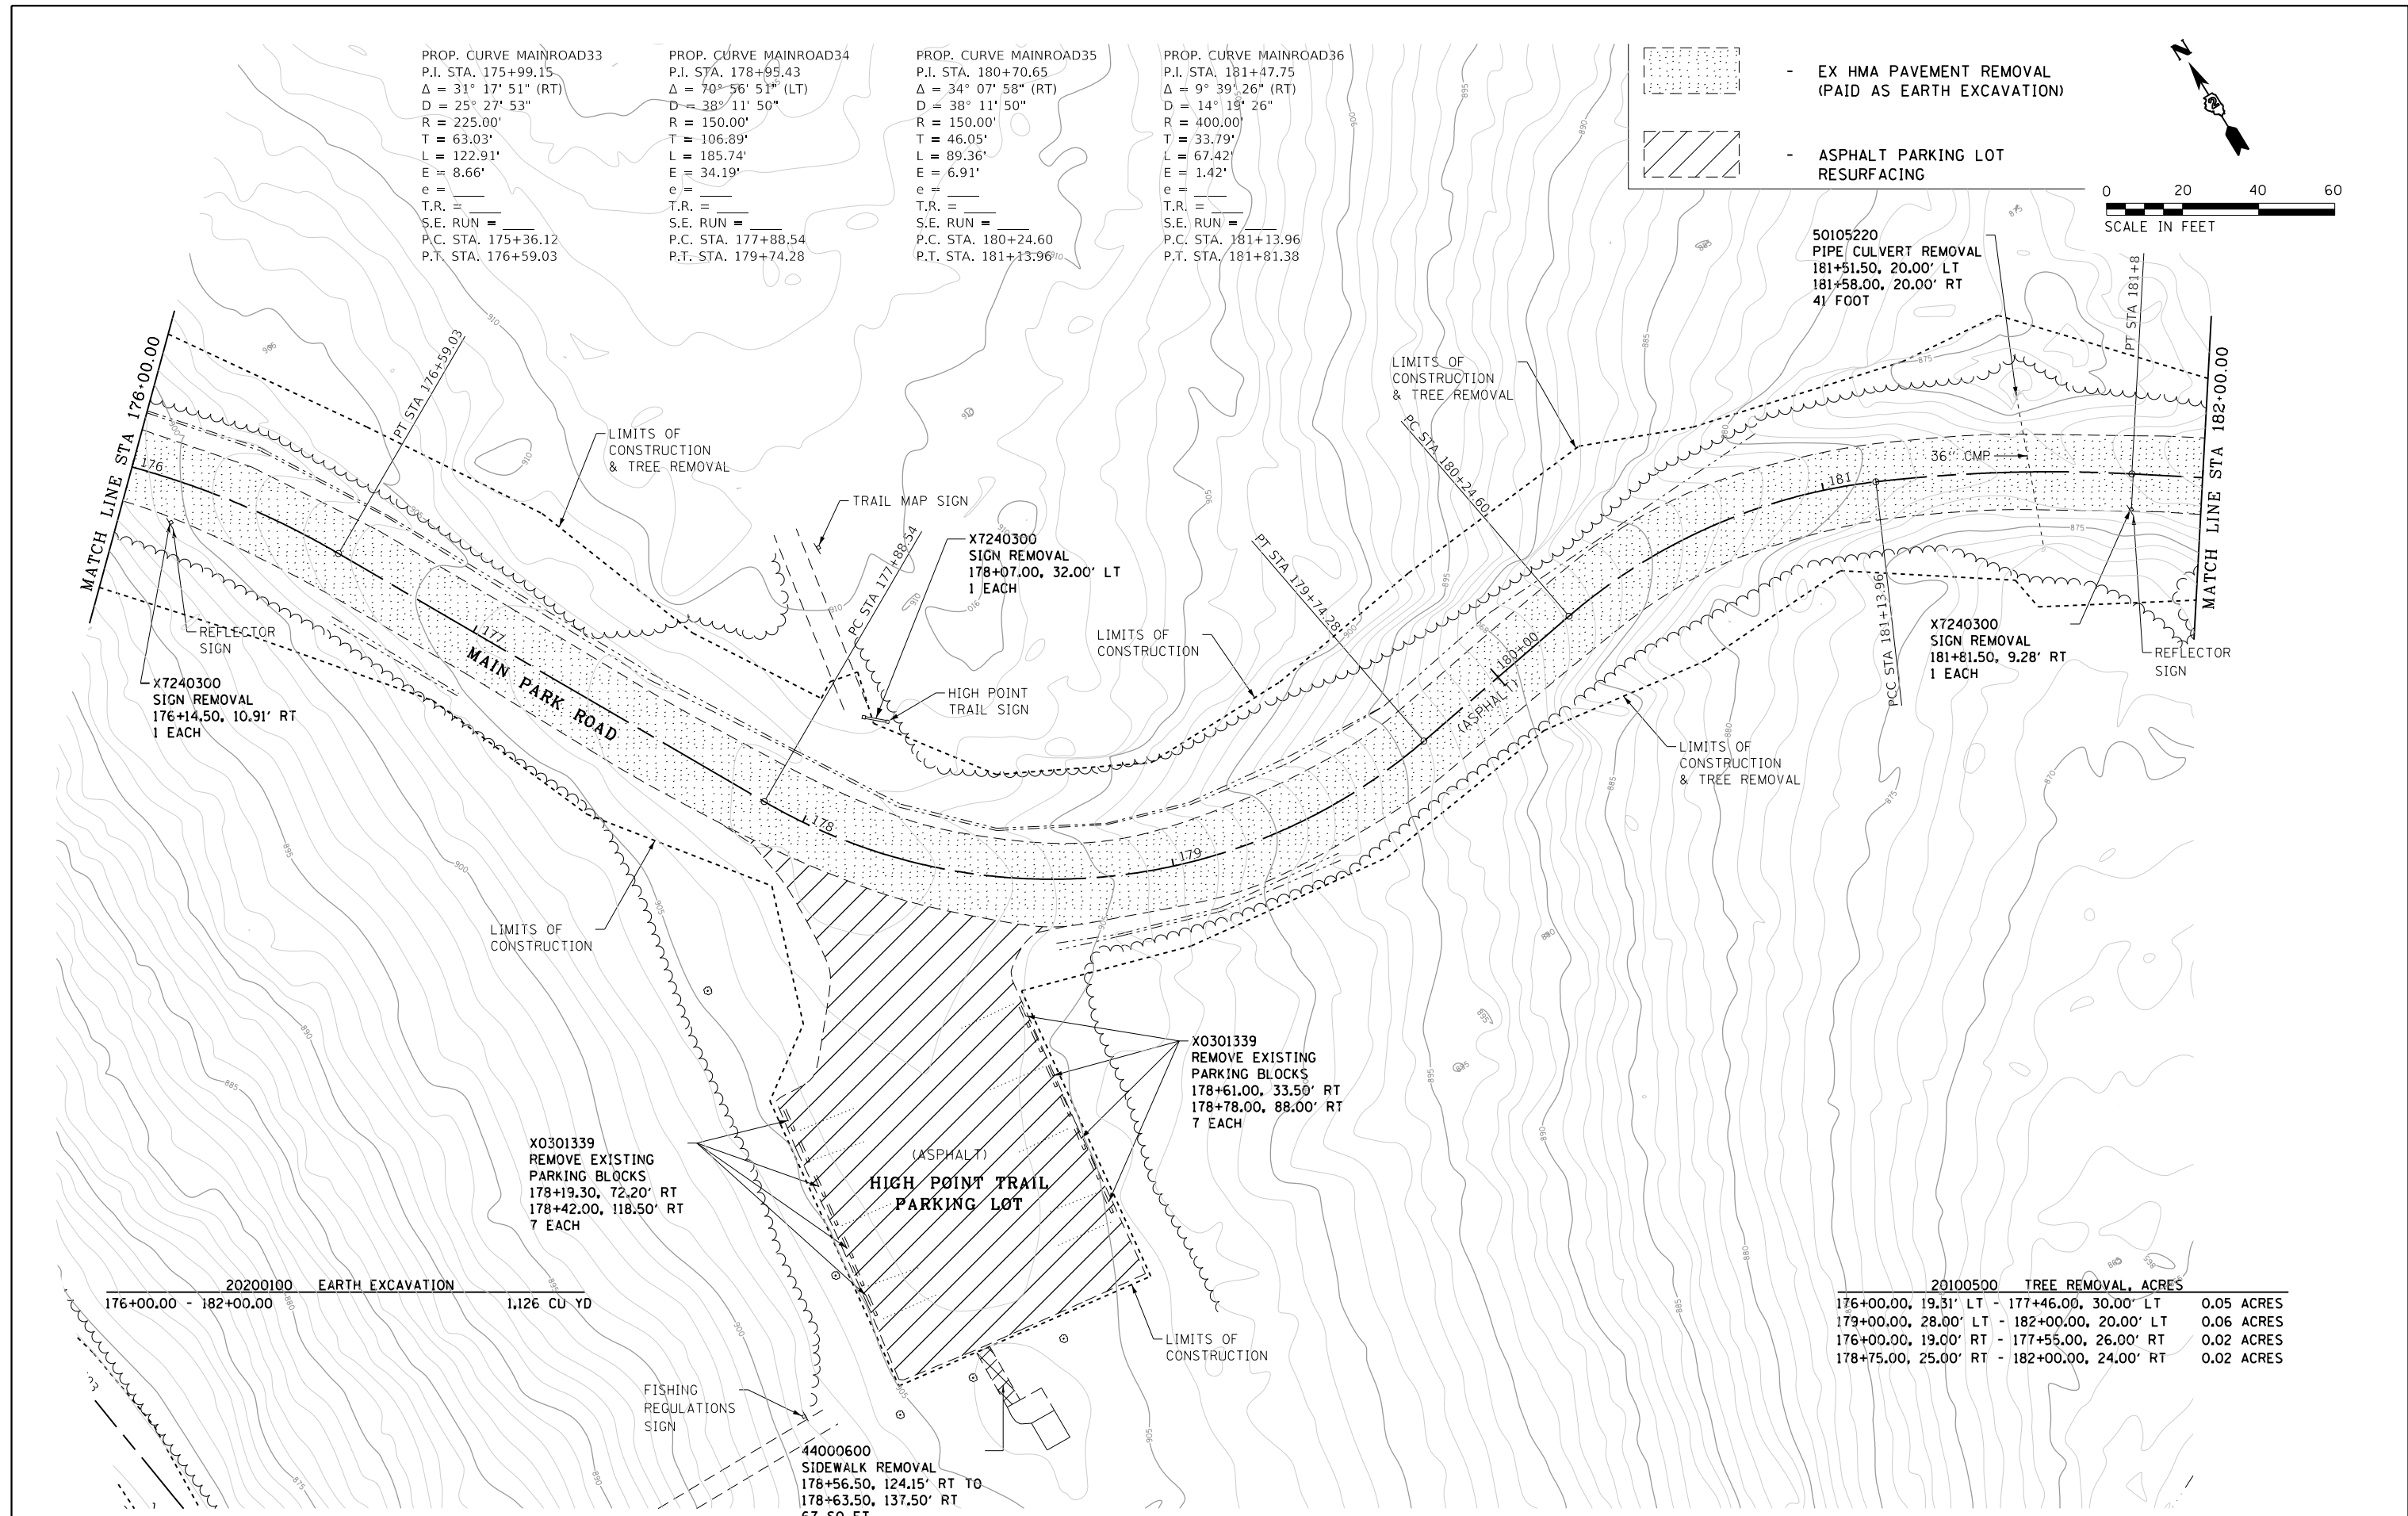 PROP. CURVE MAINROAD33
P.I. STA. 175+99.15
Δ = 31° 17' 51" (RT)
D = 25° 27' 53"
R = 225.00'
T = 63.03'
L = 122.91'
E = 8.66'
e = ____
T.R. = ____
S.E. RUN = ____
P.C. STA. 175+36.12
P.T. STA. 176+59.03
PROP. CURVE MAINROAD34
P.I. STA. 178+95.43
Δ = 70° 56' 51" (LT)
D = 38° 11' 50"
R = 150.00'
T = 106.89'
L = 185.74'
E = 34.19'
e = ____
T.R. = ____
S.E. RUN = ____
P.C. STA. 177+88.54
P.T. STA. 179+74.28
PROP. CURVE MAINROAD35
P.I. STA. 180+70.65
Δ = 34° 07' 58" (RT)
D = 38° 11' 50"
R = 150.00'
T = 46.05'
L = 89.36'
E = 6.91'
e = ____
T.R. = ____
S.E. RUN = ____
P.C. STA. 180+24.60
P.T. STA. 181+13.96
PROP. CURVE MAINROAD36
P.I. STA. 181+47.75
Δ = 9° 39' 26" (RT)
D = 14° 19' 26"
R = 400.00'
T = 33.79'
L = 67.42'
E = 1.42'
e = ____
T.R. = ____
S.E. RUN = ____
P.C. STA. 181+13.96
P.T. STA. 181+81.38
- EX HMA PAVEMENT REMOVAL
(PAID AS EARTH EXCAVATION)
- ASPHALT PARKING LOT
RESURFACING
N
2
0 20 40 60
SCALE IN FEET
50105220
PIPE CULVERT REMOVAL
181+51.50, 20.00' LT
181+58.00, 20.00' RT
41 FOOT
PT STA 181+8
MATCH LINE STA 176+00.00
PT STA 176+59.03
LIMITS OF
CONSTRUCTION
& TREE REMOVAL
TRAIL MAP SIGN
PC STA 177+88.54
X7240300
SIGN REMOVAL
178+07.00, 32.00' LT
1 EACH
HIGH POINT
TRAIL SIGN
LIMITS OF
CONSTRUCTION
PT STA 179+74.28
LIMITS OF
CONSTRUCTION
& TREE REMOVAL
PC STA 180+24.60
36" CMP
MATCH LINE STA 182+00.00
176
177
178
179
180+00
181
MAIN PARK ROAD
(ASPHALT)
REFLECTOR
SIGN
X7240300
SIGN REMOVAL
176+14.50, 10.91' RT
1 EACH
PCC STA 181+13.96
X7240300
SIGN REMOVAL
181+81.50, 9.28' RT
1 EACH
REFLECTOR
SIGN
LIMITS OF
CONSTRUCTION
& TREE REMOVAL
LIMITS OF
CONSTRUCTION
X0301339
REMOVE EXISTING
PARKING BLOCKS
178+61.00, 33.50' RT
178+78.00, 88.00' RT
7 EACH
X0301339
REMOVE EXISTING
PARKING BLOCKS
178+19.30, 72.20' RT
178+42.00, 118.50' RT
7 EACH
(ASPHALT)
HIGH POINT TRAIL
PARKING LOT
20200100 EARTH EXCAVATION
176+00.00 - 182+00.00 1,126 CU YD
20100500 TREE REMOVAL, ACRES
176+00.00, 19.31' LT - 177+46.00, 30.00' LT 0.05 ACRES
179+00.00, 28.00' LT - 182+00.00, 20.00' LT 0.06 ACRES
176+00.00, 19.00' RT - 177+55.00, 26.00' RT 0.02 ACRES
178+75.00, 25.00' RT - 182+00.00, 24.00' RT 0.02 ACRES
LIMITS OF
CONSTRUCTION
FISHING
REGULATIONS
SIGN
44000600
SIDEWALK REMOVAL
178+56.50, 124.15' RT TO
178+63.50, 137.50' RT
67 SQ FT